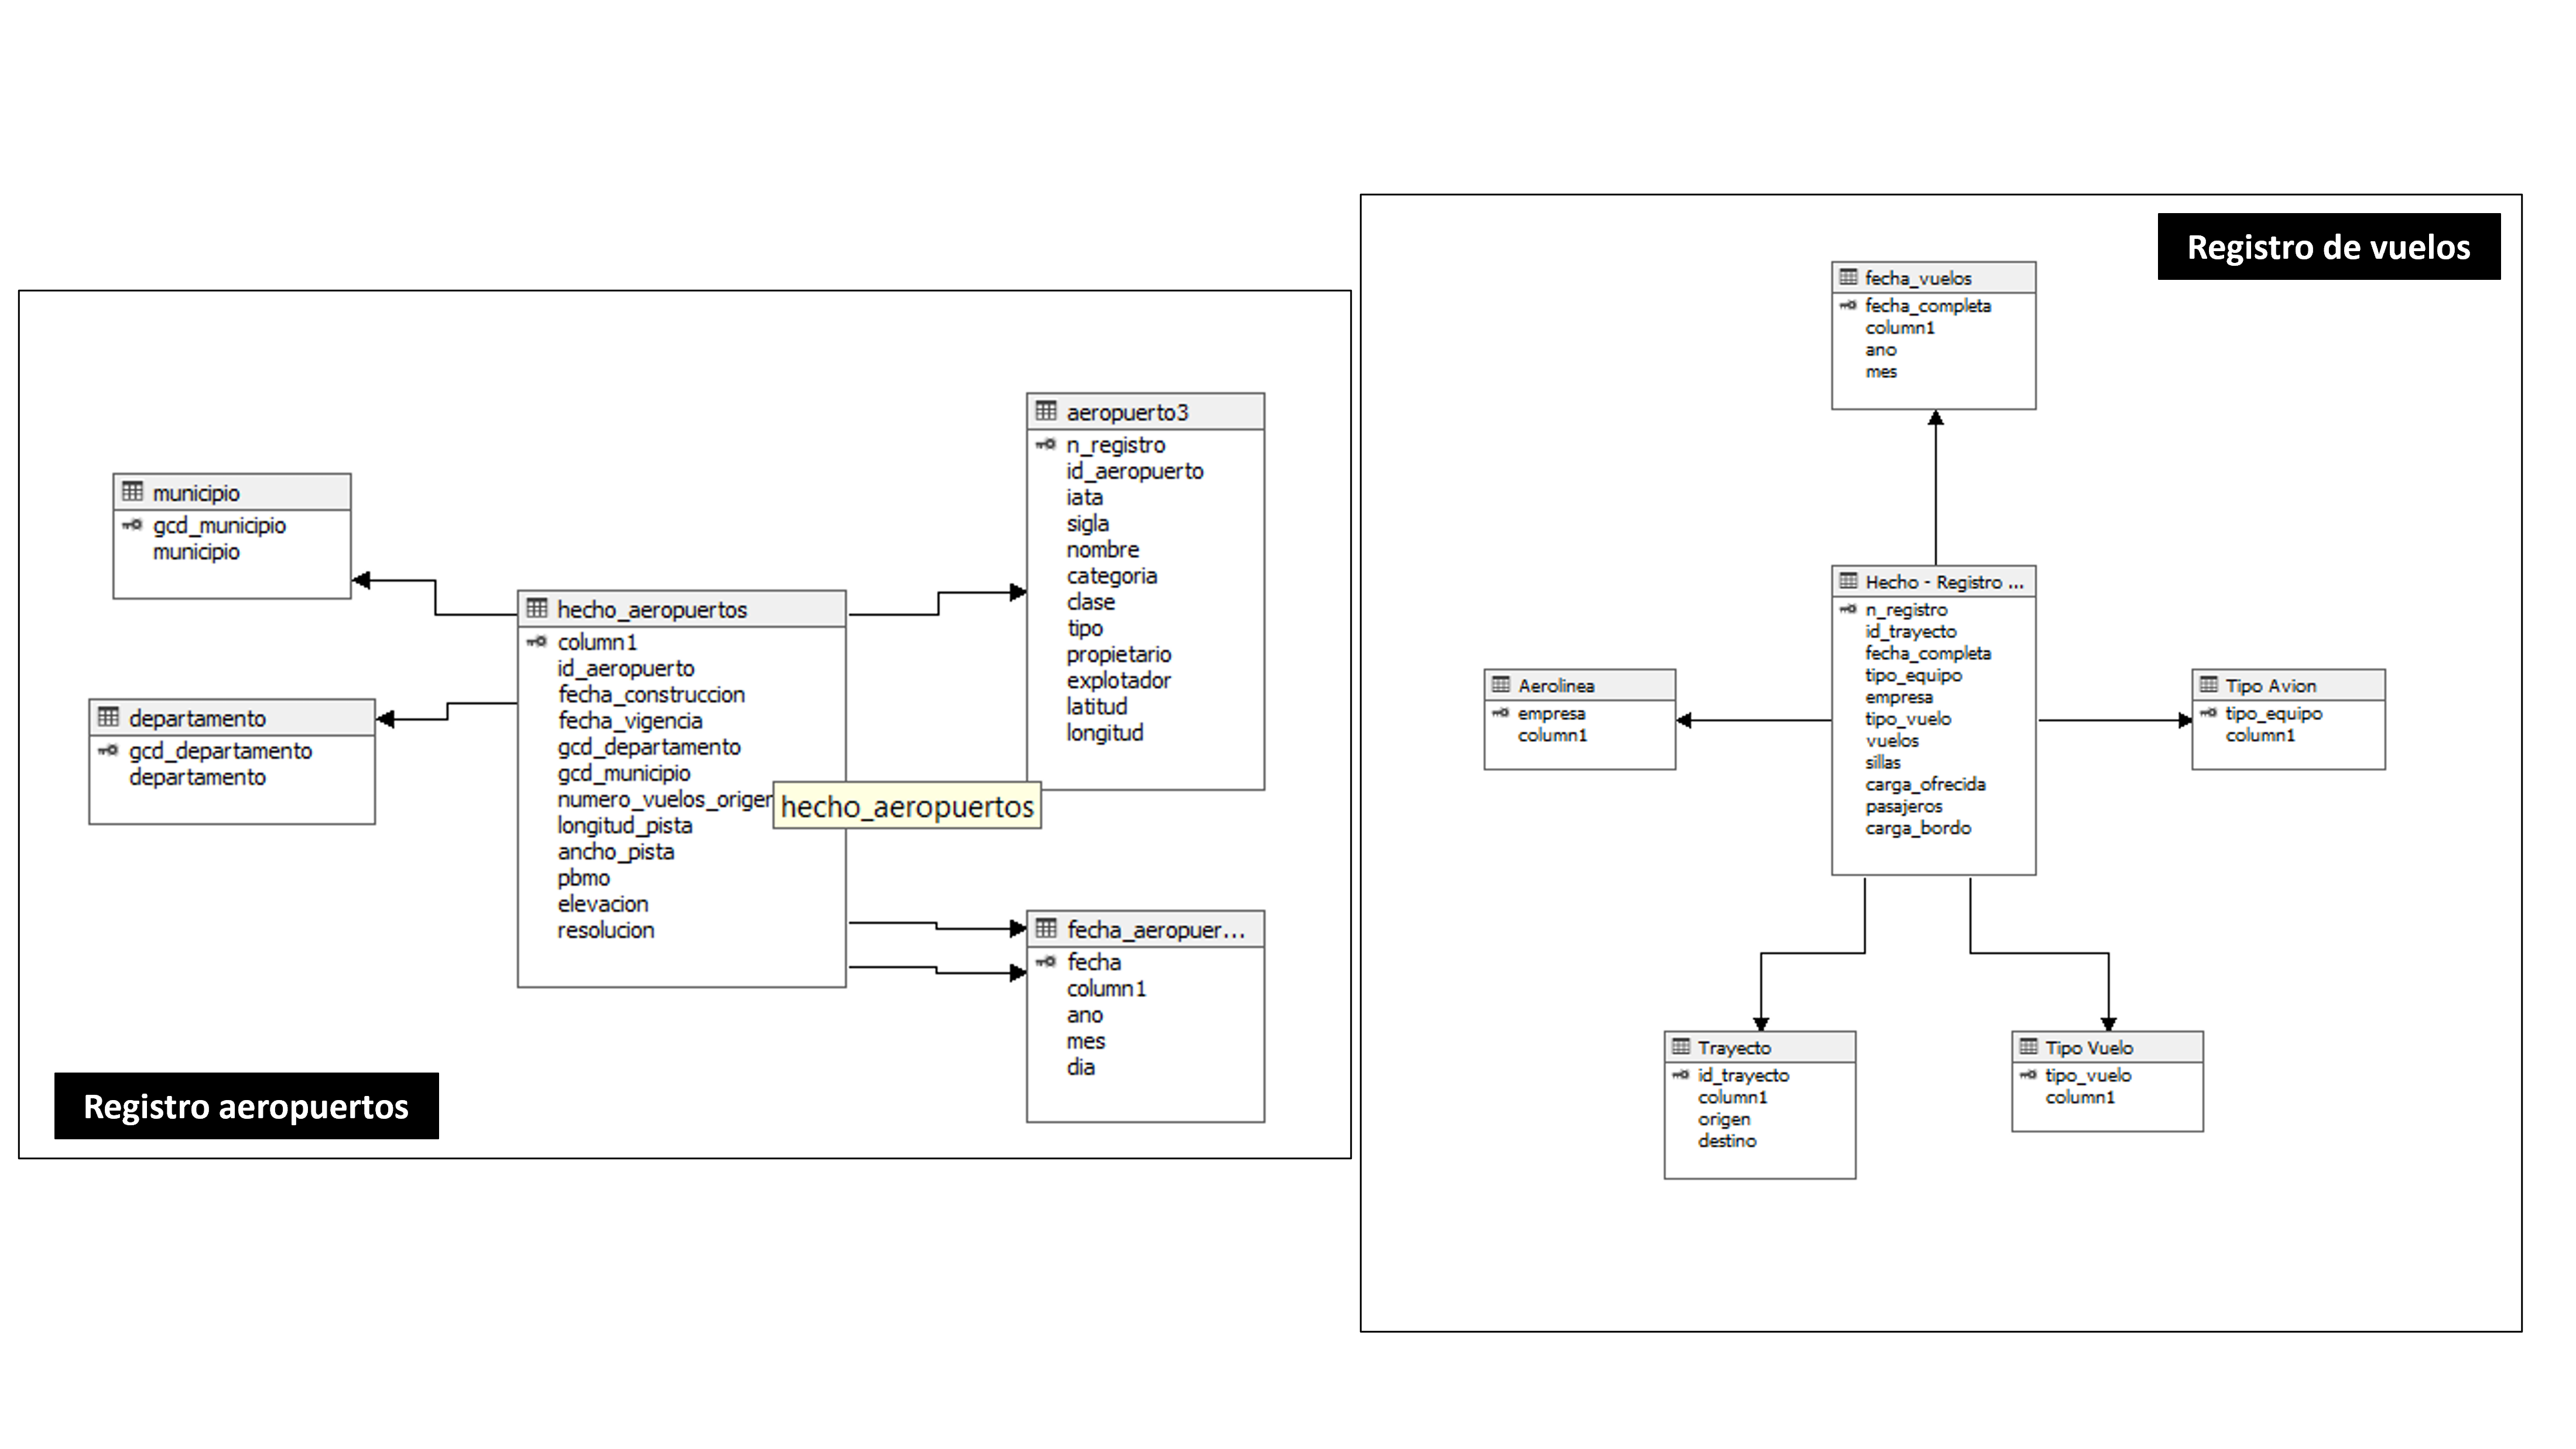 municipio
gcd_municipio
municipio
departamento
gcd_departamento
departamento
hecho_aeropuertos
column1
id_aeropuerto
fecha_construccion
fecha_vigencia
gcd_departamento
gcd_municipio
numero_vuelos_origen
longitud_pista
ancho_pista
pbmo
elevacion
resolucion
hecho_aeropuertos
aeropuerto3
n_registro
id_aeropuerto
iata
sigla
nombre
categoria
clase
tipo
propietario
explotador
latitud
longitud
fecha_aeropuer...
fecha
column1
ano
mes
dia
Registro aeropuertos
Registro de vuelos
fecha_vuelos
fecha_completa
column1
ano
mes
Hecho - Registro ...
n_registro
id_trayecto
fecha_completa
tipo_equipo
empresa
tipo_vuelo
vuelos
sillas
carga_ofrecida
pasajeros
carga_bordo
Aerolinea
empresa
column1
Tipo Avion
tipo_equipo
column1
Trayecto
id_trayecto
column1
origen
destino
Tipo Vuelo
tipo_vuelo
column1